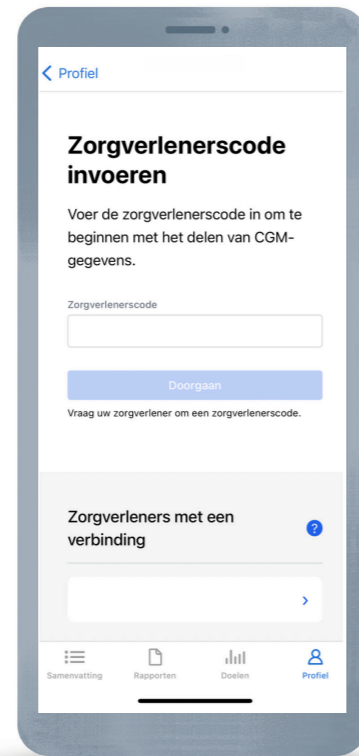 Profiel
Zorgverlenerscode
invoeren
Voer de zorgverlenerscode in om te
beginnen met het delen van CGM-
gegevens.
Zorgverlenerscode
Doorgaan
Vraag uw zorgverlener om een zorgverlenerscode.
Zorgverleners met een
verbinding
?
Samenvatting Rapporten Doelen Profiel